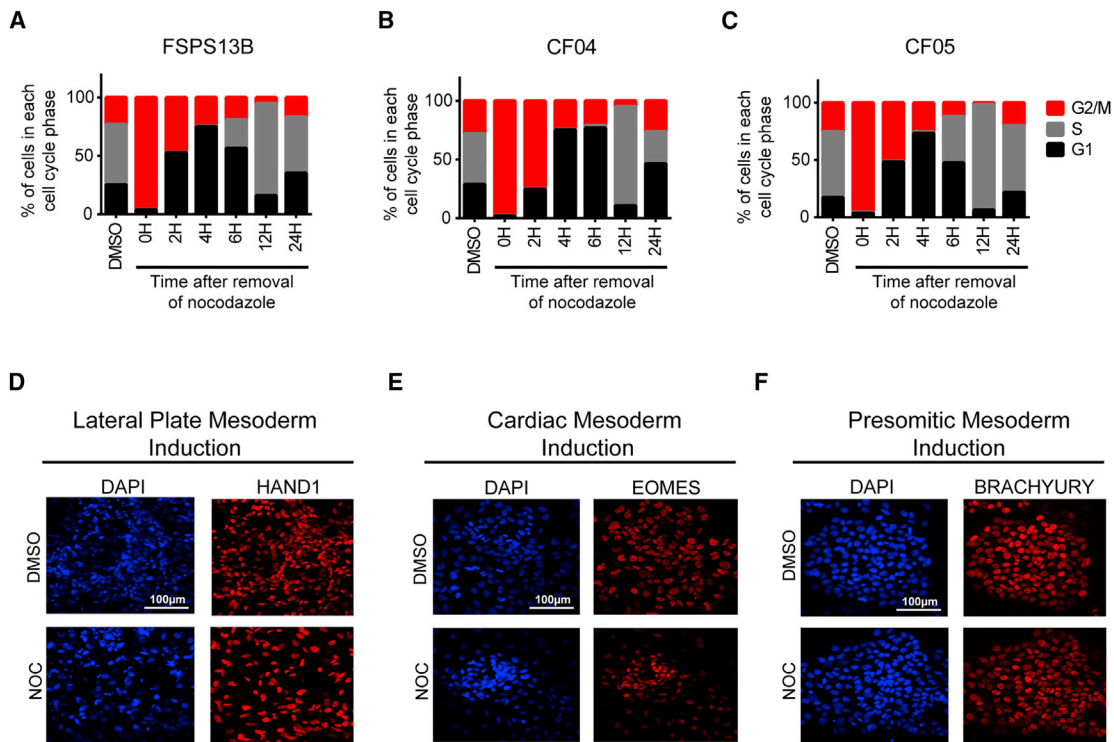 A
FSPS13B
% of cells in each
cell cycle phase
100
50
0
DMSO
0H
2H
4H
6H
12H
24H
Time after removal
of nocodazole
B
CF04
% of cells in each
cell cycle phase
100
50
0
DMSO
0H
2H
4H
6H
12H
24H
Time after removal
of nocodazole
C
CF05
% of cells in each
cell cycle phase
100
50
0
DMSO
0H
2H
4H
6H
12H
24H
Time after removal
of nocodazole
G2/M
S
G1
D
Lateral Plate Mesoderm
Induction
DAPI
HAND1
DMSO
100µm
NOC
E
Cardiac Mesoderm
Induction
DAPI
EOMES
DMSO
100µm
NOC
F
Presomitic Mesoderm
Induction
DAPI
BRACHYURY
DMSO
100µm
NOC